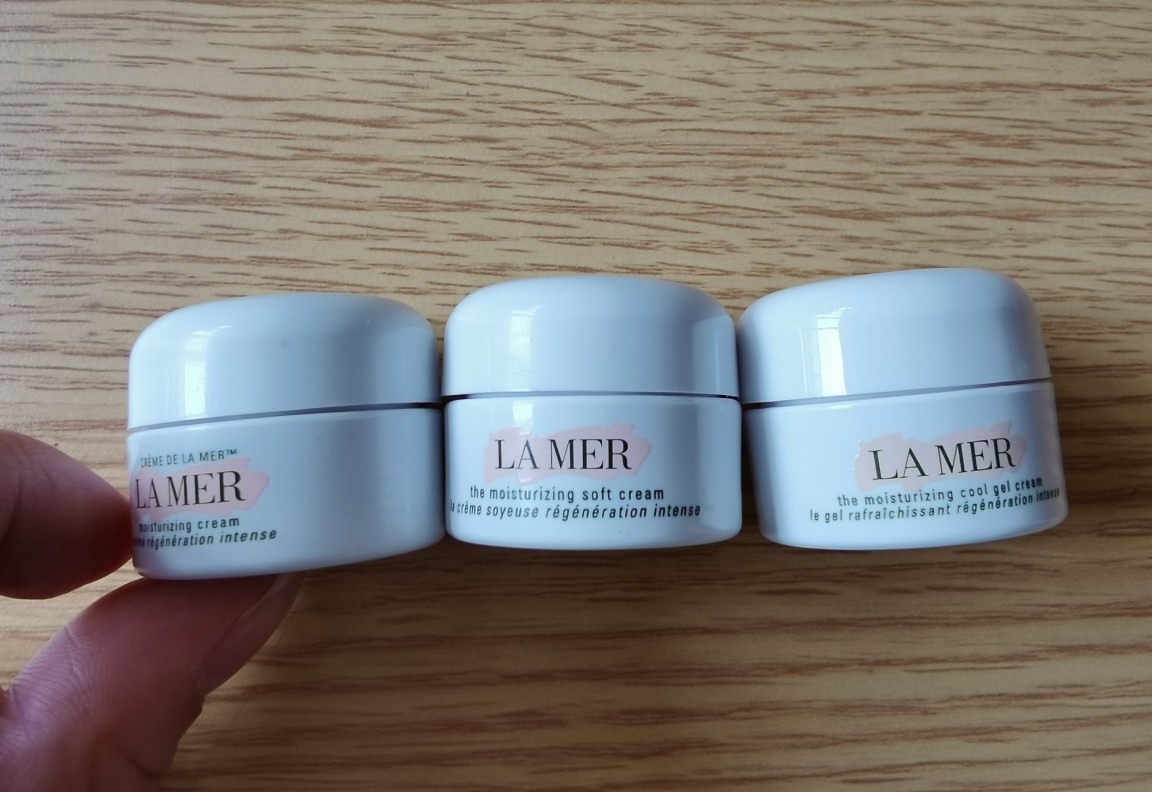 CRÈME DE LA MER™
LA MER
moisturizing cream
régénération intense
LA MER
the moisturizing soft cream
la crème soyeuse régénération intense
LA MER
the moisturizing cool gel cream
le gel rafraîchissant régénération intense